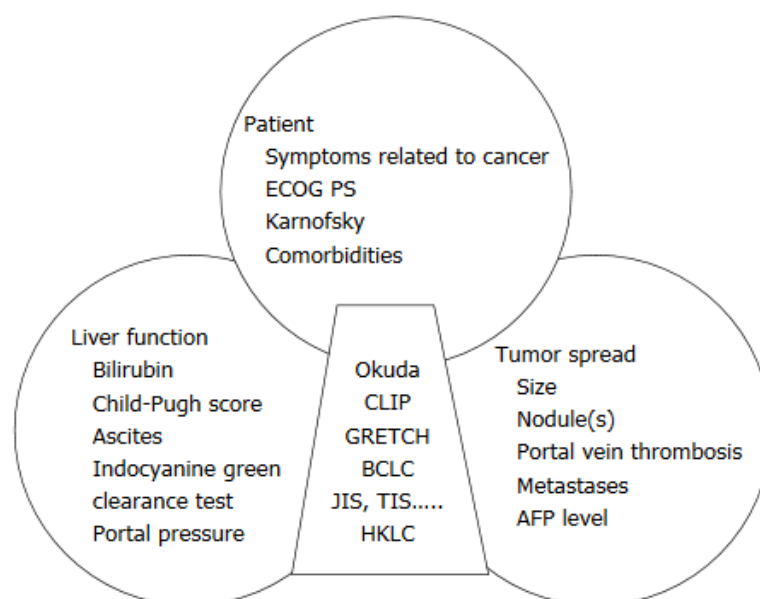 Patient
Symptoms related to cancer
ECOG PS
Karnofsky
Comorbidities
Liver function
Bilirubin
Child-Pugh score
Ascites
Indocyanine green
clearance test
Portal pressure
Okuda
CLIP
GRETCH
BCLC
JIS, TIS.....
HKLC
Tumor spread
Size
Nodule(s)
Portal vein thrombosis
Metastases
AFP level